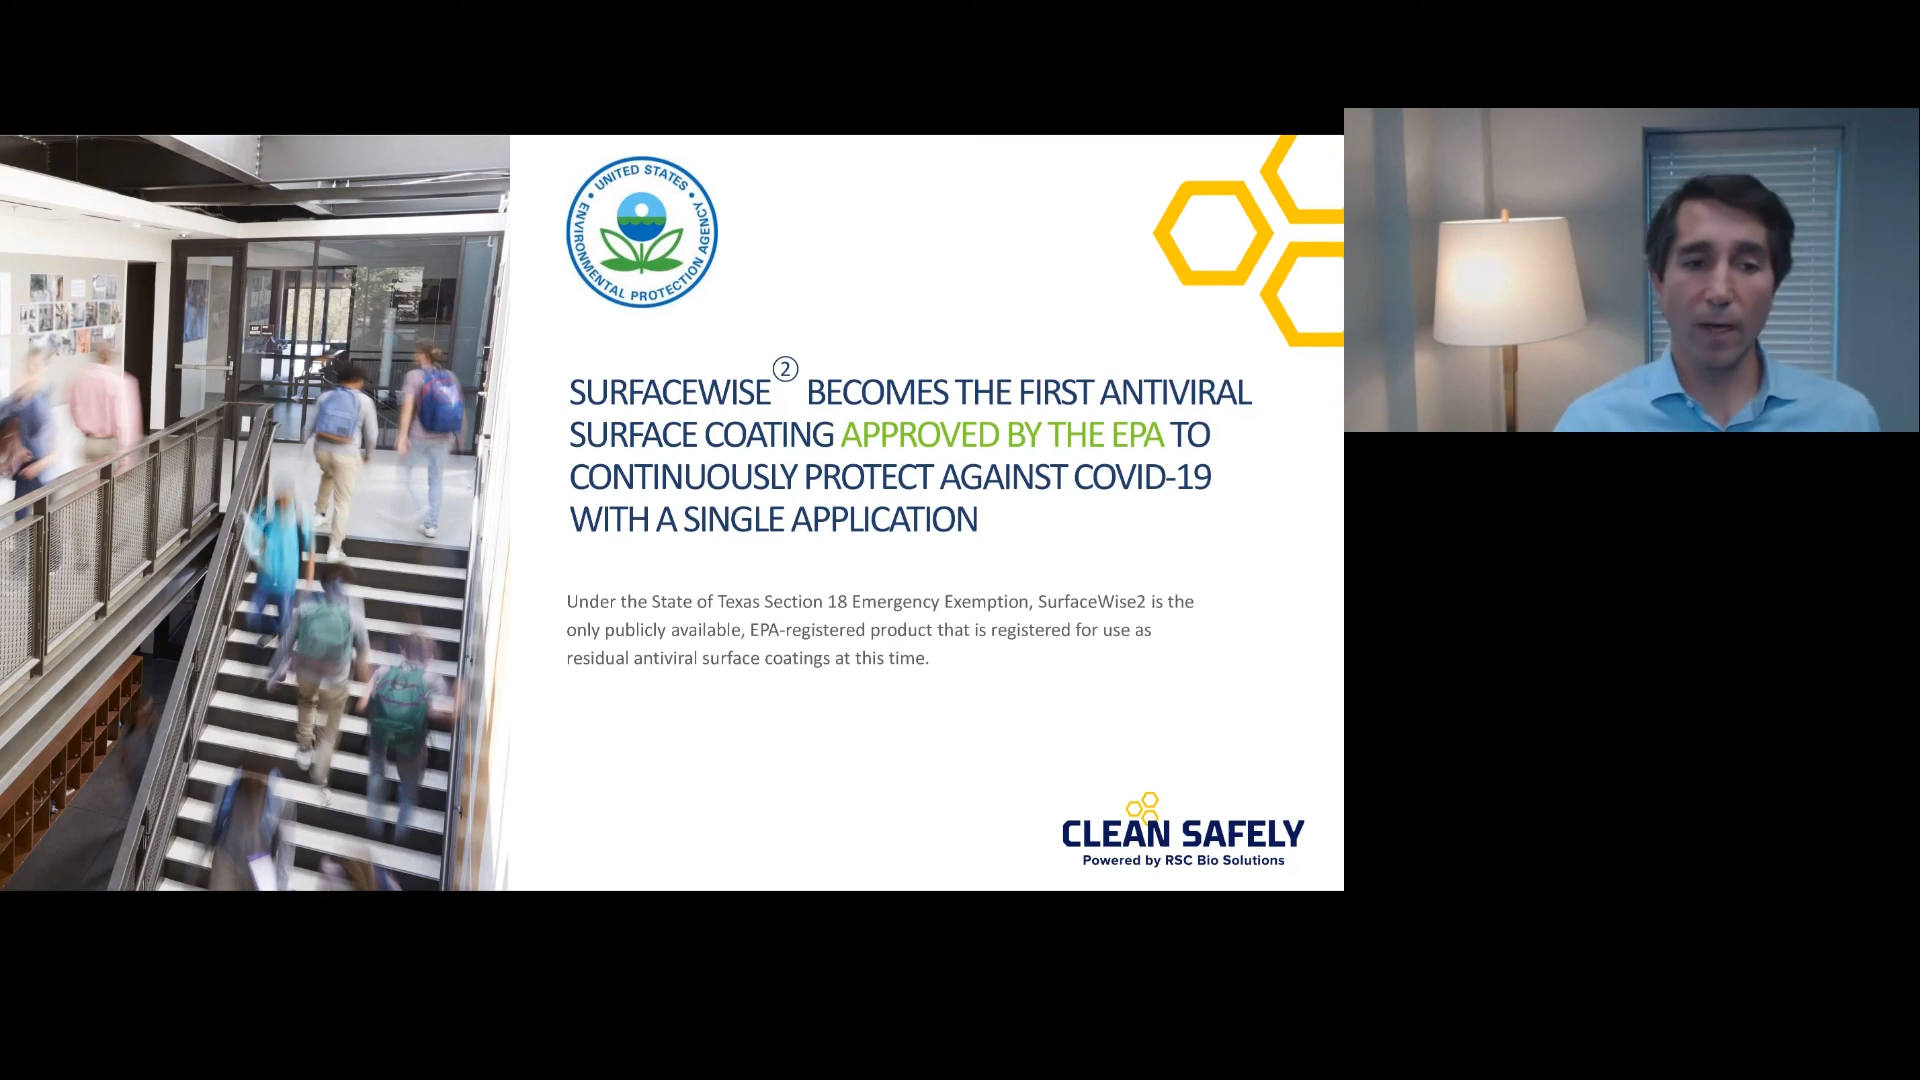 UNITED STATES
ENVIRONMENTAL PROTECTION AGENCY
SURFACEWISE② BECOMES THE FIRST ANTIVIRAL
SURFACE COATING APPROVED BY THE EPA TO
CONTINUOUSLY PROTECT AGAINST COVID-19
WITH A SINGLE APPLICATION
Under the State of Texas Section 18 Emergency Exemption, SurfaceWise2 is the
only publicly available, EPA-registered product that is registered for use as
residual antiviral surface coatings at this time.
CLEAN SAFELY
Powered by RSC Bio Solutions